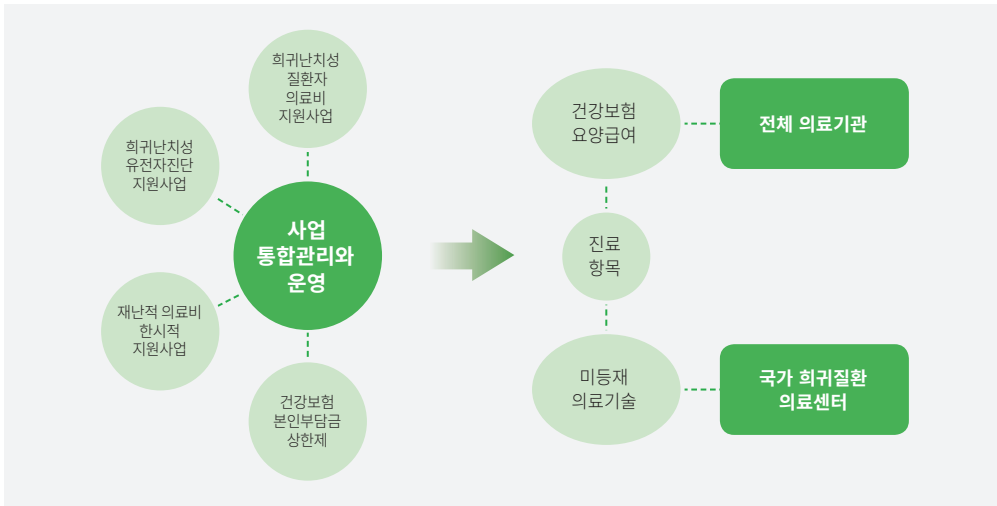 희귀난치성
질환자
의료비
지원사업
희귀난치성
유전자진단
지원사업
사업
통합관리와
운영
재난적 의료비
한시적
지원사업
건강보험
본인부담금
상한제
건강보험
요양급여
전체 의료기관
진료
항목
미등재
의료기술
국가 희귀질환
의료센터